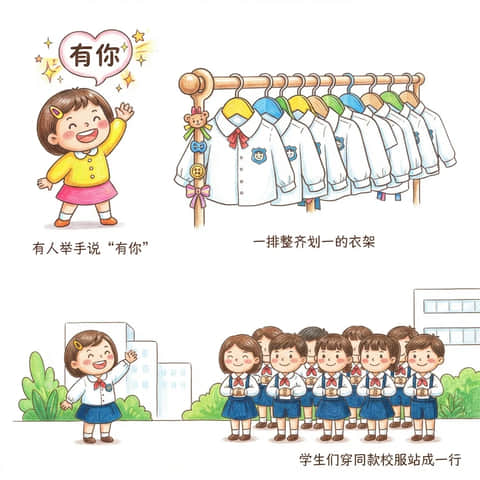 有你
有人举手说“有你”
一排整齐划一的衣架
学生们穿同款校服站成一行